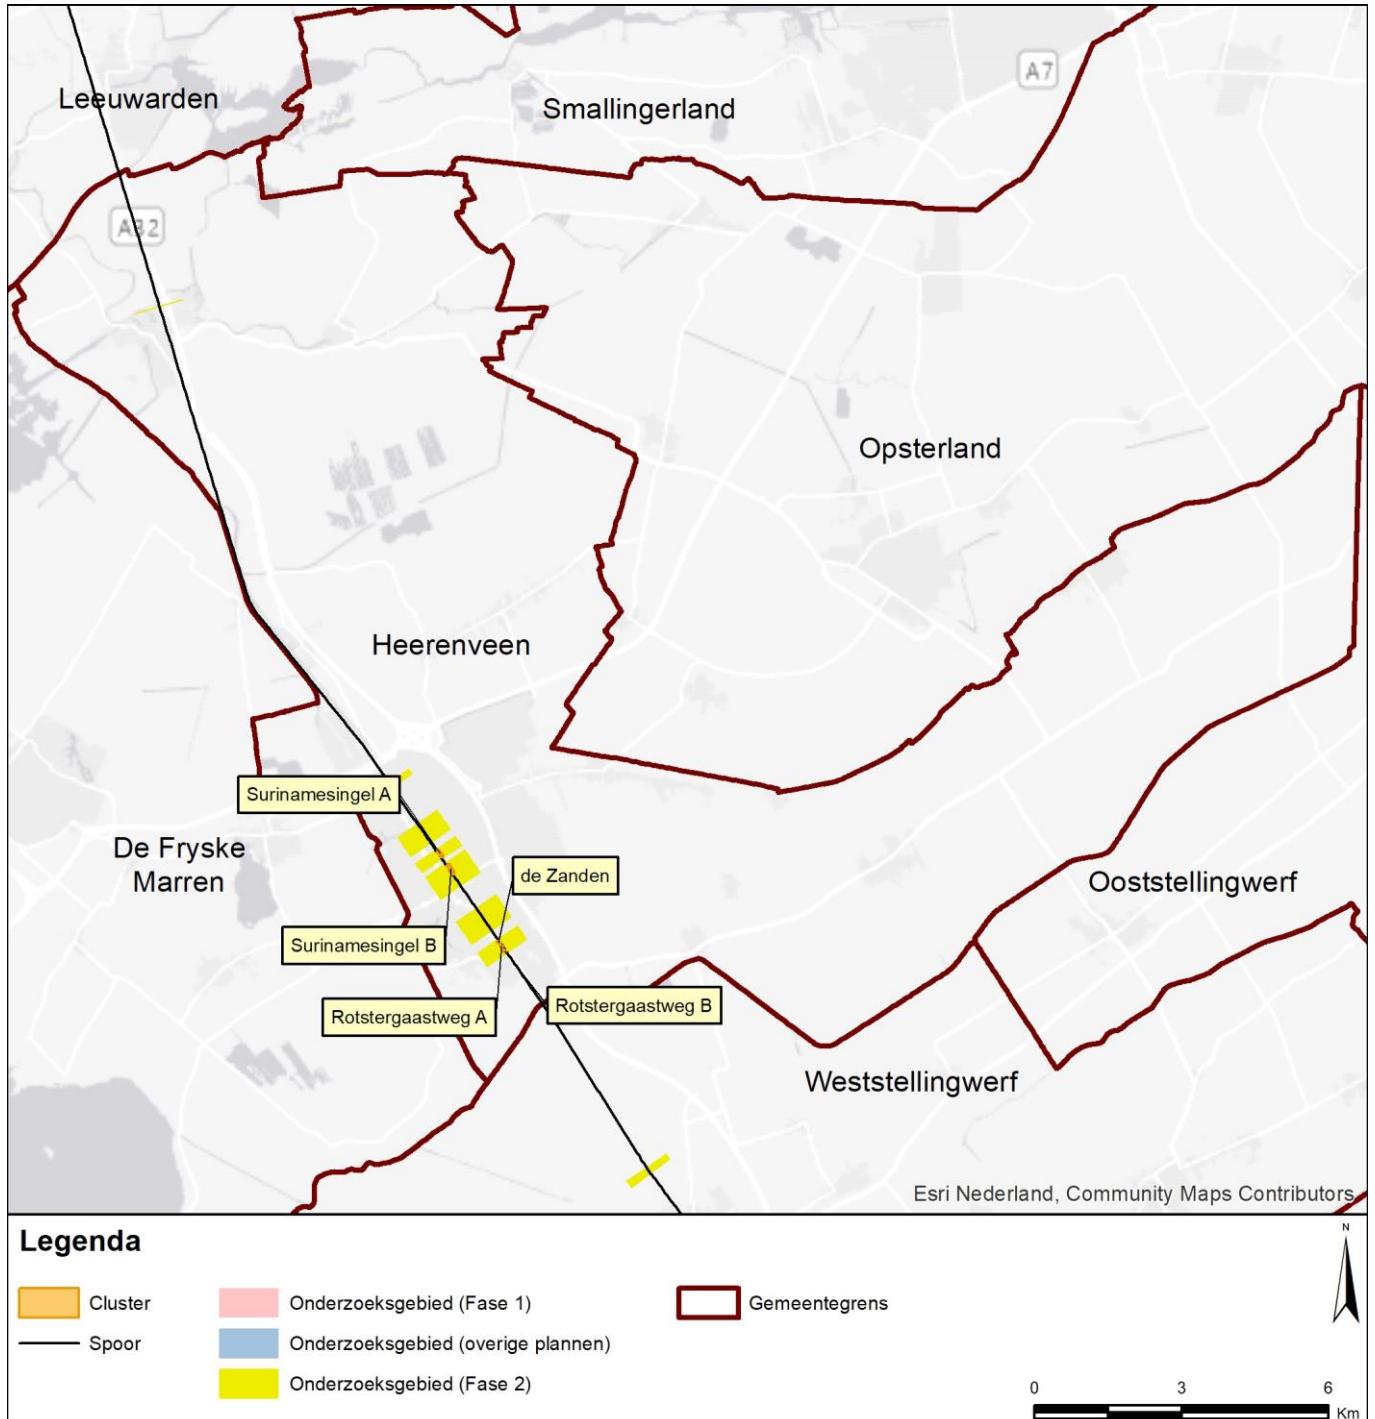 A7
Leeuwarden
Smallingerland
A32
Opsterland
Heerenveen
Surinamesingel A
De Fryske
Marren
de Zanden
Ooststellingwerf
Surinamesingel B
Rotstergaastweg A
Rotstergaastweg B
Weststellingwerf
Esri Nederland, Community Maps Contributors
Legenda
N
Cluster
Onderzoeksgebied (Fase 1)
Gemeentegrens
Spoor
Onderzoeksgebied (overige plannen)
Onderzoeksgebied (Fase 2)
0 3 6
Km